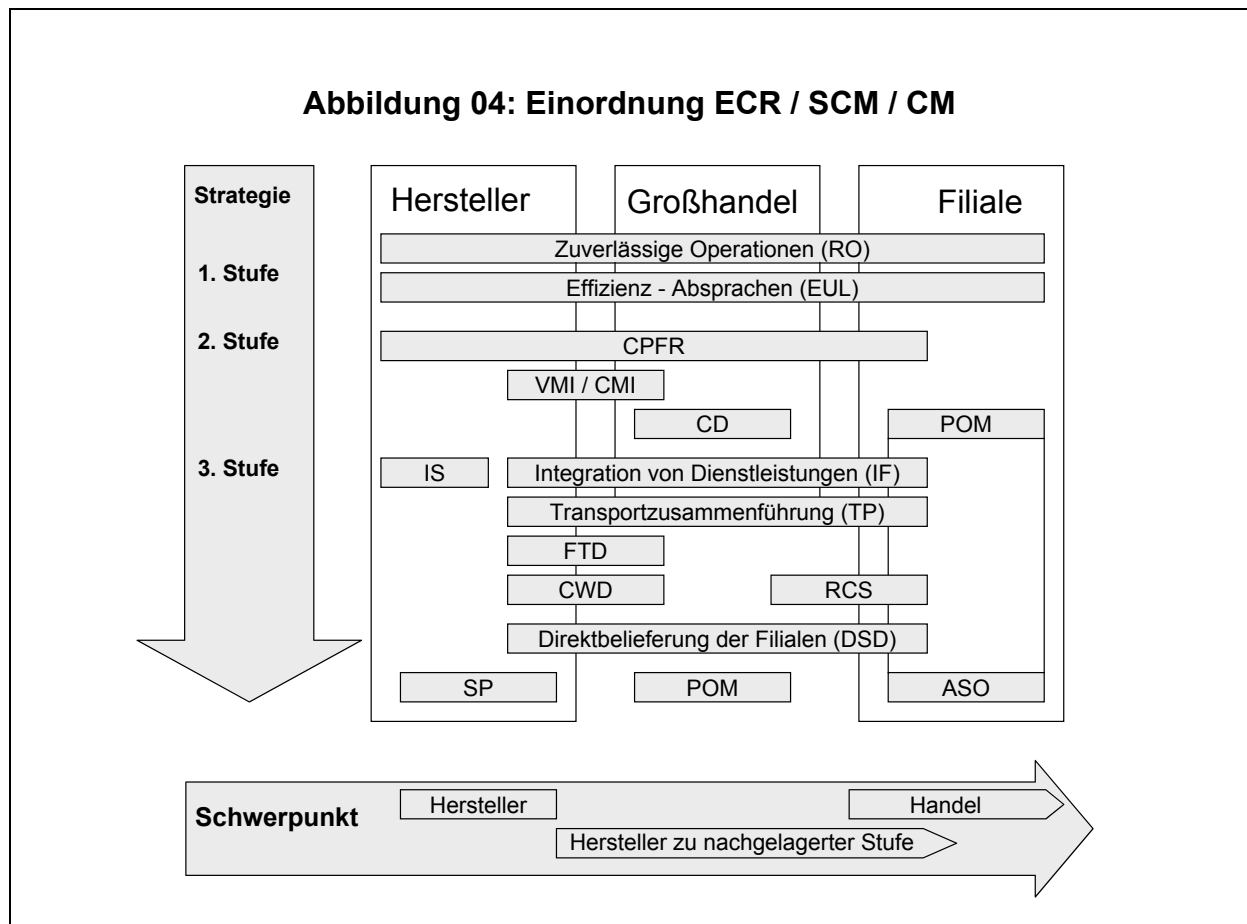 Abbildung 04: Einordnung ECR / SCM / CM
Strategie
Hersteller
Großhandel
Filiale
Zuverlässige Operationen (RO)
1. Stufe
Effizienz - Absprachen (EUL)
2. Stufe
CPFR
VMI / CMI
CD
POM
3. Stufe
IS
Integration von Dienstleistungen (IF)
Transportzusammenführung (TP)
FTD
CWD
RCS
Direktbelieferung der Filialen (DSD)
SP
POM
ASO
Schwerpunkt
Hersteller
Handel
Hersteller zu nachgelagerter Stufe